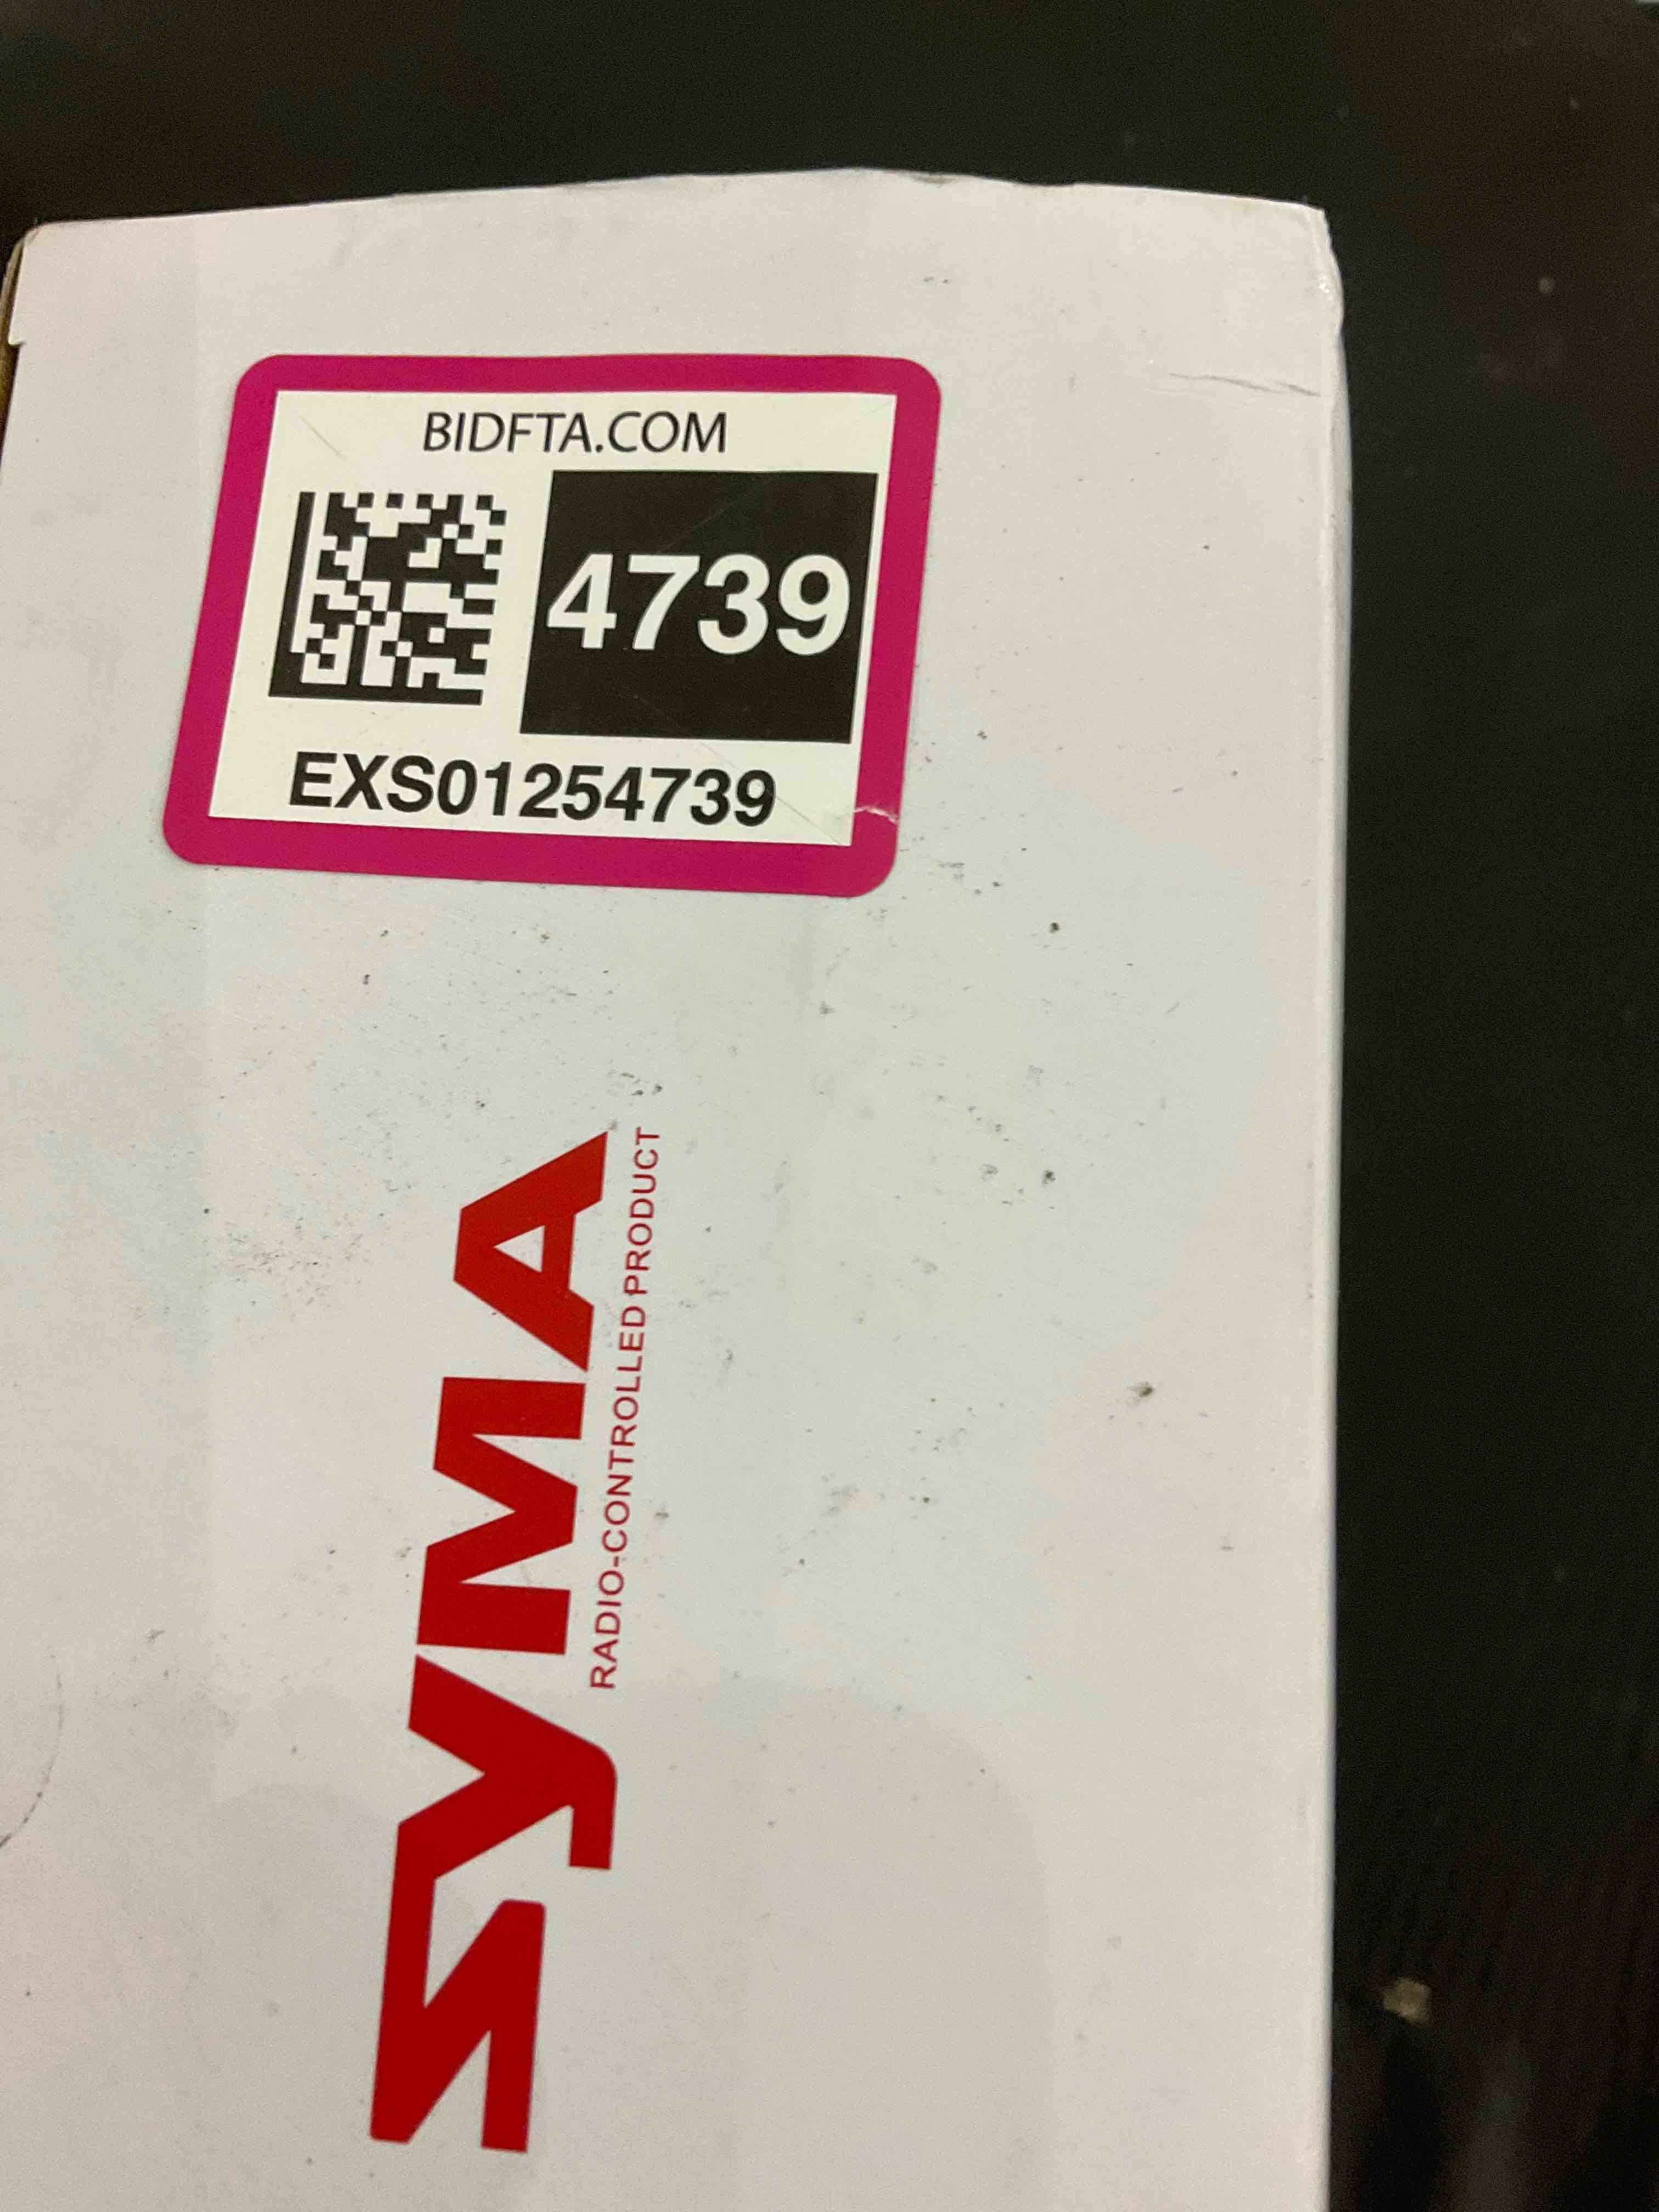 BIDFTA.COM
4739
EXS01254739
SYMA
RADIO-CONTROLLED PRODUCT